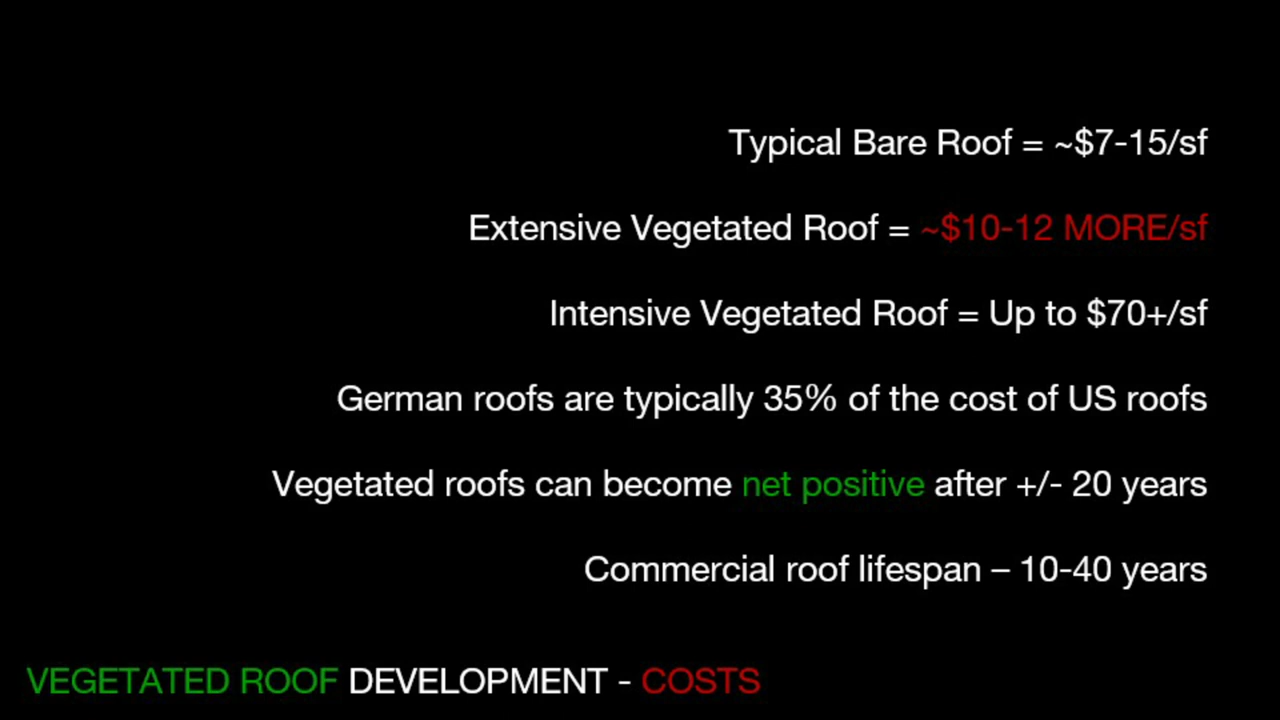 Typical Bare Roof = ~$7-15/sf
Extensive Vegetated Roof = ~$10-12 MORE/sf
Intensive Vegetated Roof = Up to $70+/sf
German roofs are typically 35% of the cost of US roofs
Vegetated roofs can become net positive after +/- 20 years
Commercial roof lifespan – 10-40 years
VEGETATED ROOF DEVELOPMENT - COSTS